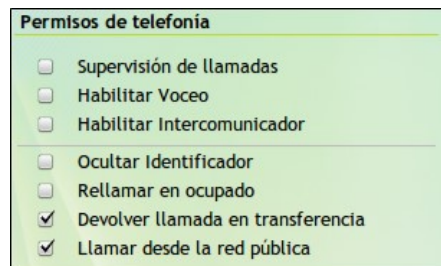 Permisos de telefonía
Supervisión de llamadas
Habilitar Voceo
Habilitar Intercomunicador
Ocultar Identificador
Rellamar en ocupado
Devolver llamada en transferencia
Llamar desde la red pública